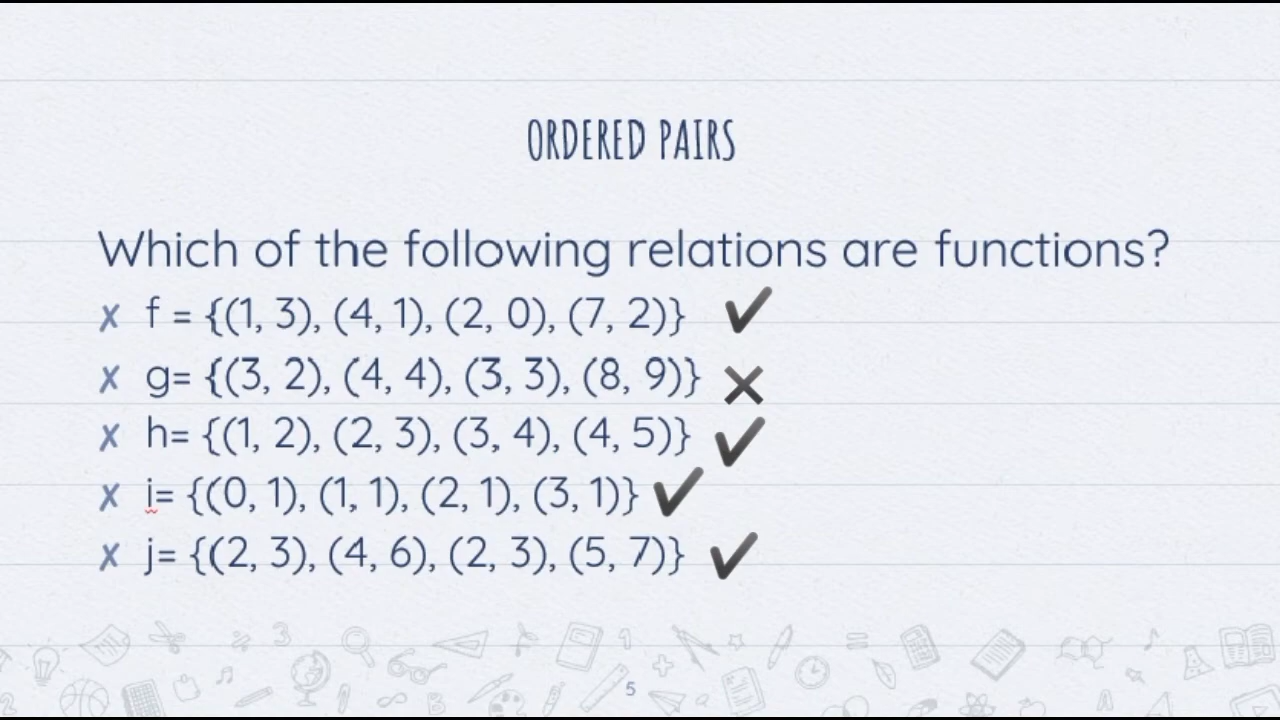 ORDERED PAIRS
Which of the following relations are functions?
✗ f = {(1, 3), (4, 1), (2, 0), (7, 2)} ✔
✗ g= {(3, 2), (4, 4), (3, 3), (8, 9)} ✕
✗ h= {(1, 2), (2, 3), (3, 4), (4, 5)} ✔
✗ i= {(0, 1), (1, 1), (2, 1), (3, 1)} ✔
✗ j= {(2, 3), (4, 6), (2, 3), (5, 7)} ✔
5